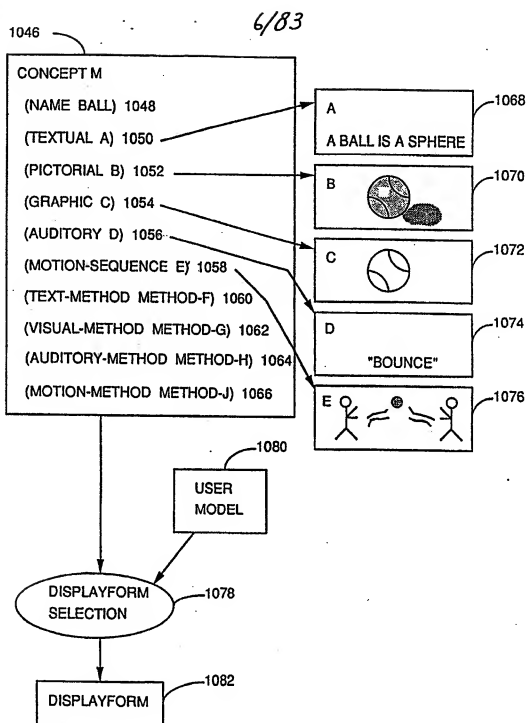 6/83
1046
CONCEPT M
(NAME BALL) 1048
(TEXTUAL A) 1050
(PICTORIAL B) 1052
(GRAPHIC C) 1054
(AUDITORY D) 1056
(MOTION-SEQUENCE E) 1058
(TEXT-METHOD METHOD-F) 1060
(VISUAL-METHOD METHOD-G) 1062
(AUDITORY-METHOD METHOD-H) 1064
(MOTION-METHOD METHOD-J) 1066
A
1068
A BALL IS A SPHERE
B
1070
C
1072
D
1074
"BOUNCE"
E
1076
1080
USER
MODEL
DISPLAYFORM
SELECTION
1078
1082
DISPLAYFORM